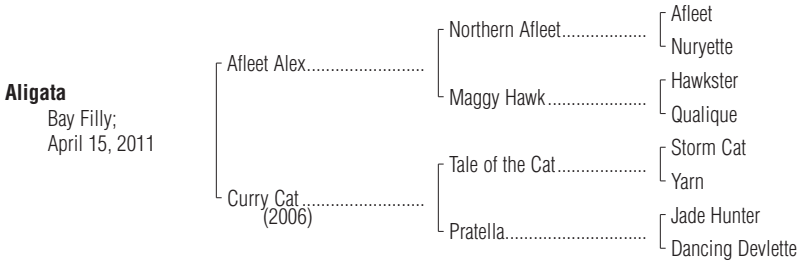 Afleet
Northern Afleet...................
Nuryette
Afleet Alex.........................
Hawkster
Maggy Hawk.....................
Qualique
Aligata
Bay Filly;
April 15, 2011
Storm Cat
Tale of the Cat...................
Yarn
Curry Cat..........................
(2006)
Jade Hunter
Pratella..............................
Dancing Devlette